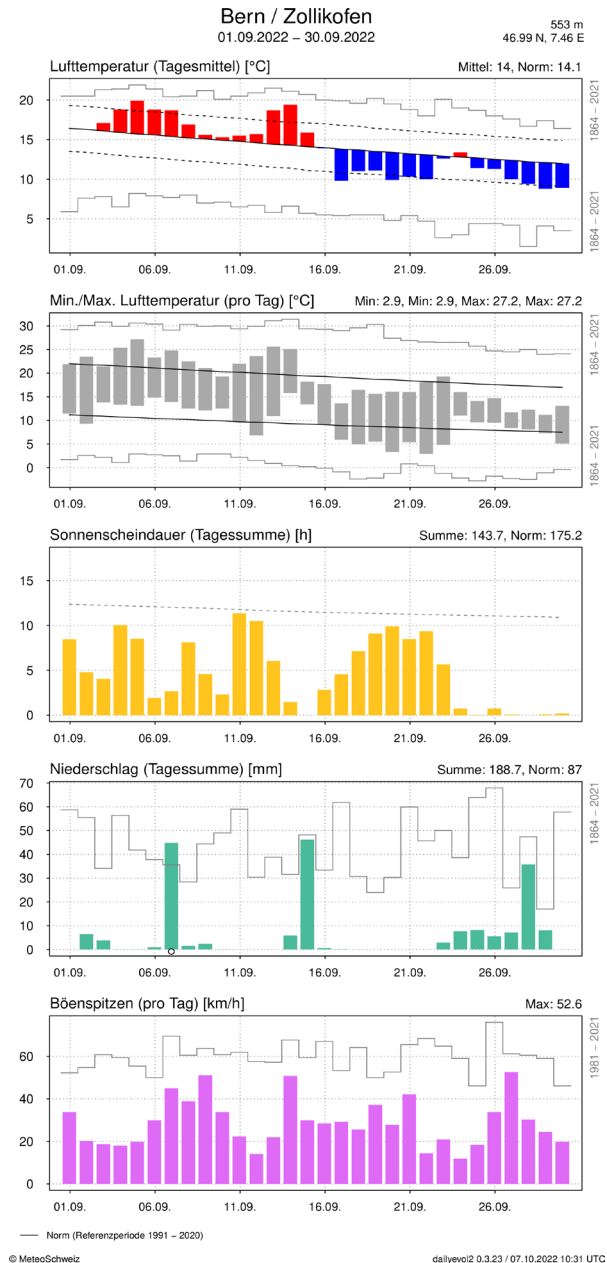 Bern / Zollikofen
553 m
01.09.2022 − 30.09.2022
46.99 N, 7.46 E
Lufttemperatur (Tagesmittel) [°C]
Mittel: 14, Norm: 14.1
20
15
10
5
1864 − 2021
1864 − 2021
01.09.
06.09.
11.09.
16.09.
21.09.
26.09.
Min./Max. Lufttemperatur (pro Tag) [°C]
Min: 2.9, Min: 2.9, Max: 27.2, Max: 27.2
30
25
20
15
10
5
0
1864 − 2021
1864 − 2021
01.09.
06.09.
11.09.
16.09.
21.09.
26.09.
Sonnenscheindauer (Tagessumme) [h]
Summe: 143.7, Norm: 175.2
15
10
5
0
01.09.
06.09.
11.09.
16.09.
21.09.
26.09.
Niederschlag (Tagessumme) [mm]
Summe: 188.7, Norm: 87
70
60
50
40
30
20
10
0
1864 − 2021
01.09.
06.09.
11.09.
16.09.
21.09.
26.09.
Böenspitzen (pro Tag) [km/h]
Max: 52.6
60
40
20
0
1981 − 2021
01.09.
06.09.
11.09.
16.09.
21.09.
26.09.
Norm (Referenzperiode 1991 − 2020)
© MeteoSchweiz
dailyevol2 0.3.23 / 07.10.2022 10:31 UTC